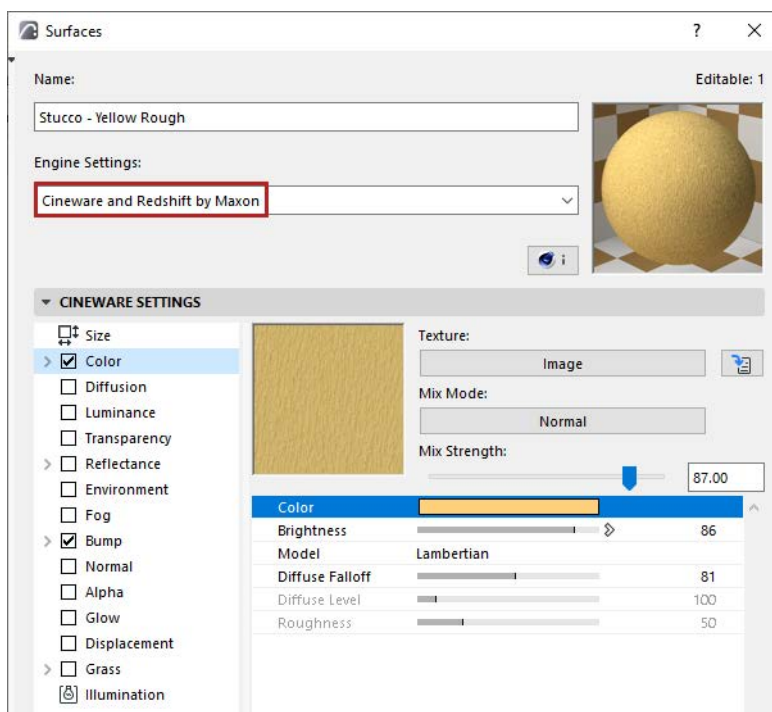 Surfaces
?
Name:
Editable: 1
Stucco - Yellow Rough
Engine Settings:
Cineware and Redshift by Maxon
i
CINEWARE SETTINGS
Size
Color
Diffusion
Luminance
Transparency
Reflectance
Environment
Fog
Bump
Normal
Alpha
Glow
Displacement
Grass
Illumination
Texture:
Image
Mix Mode:
Normal
Mix Strength:
87.00
Color
Brightness 86
Model Lambertian
Diffuse Falloff 81
Diffuse Level 100
Roughness 50